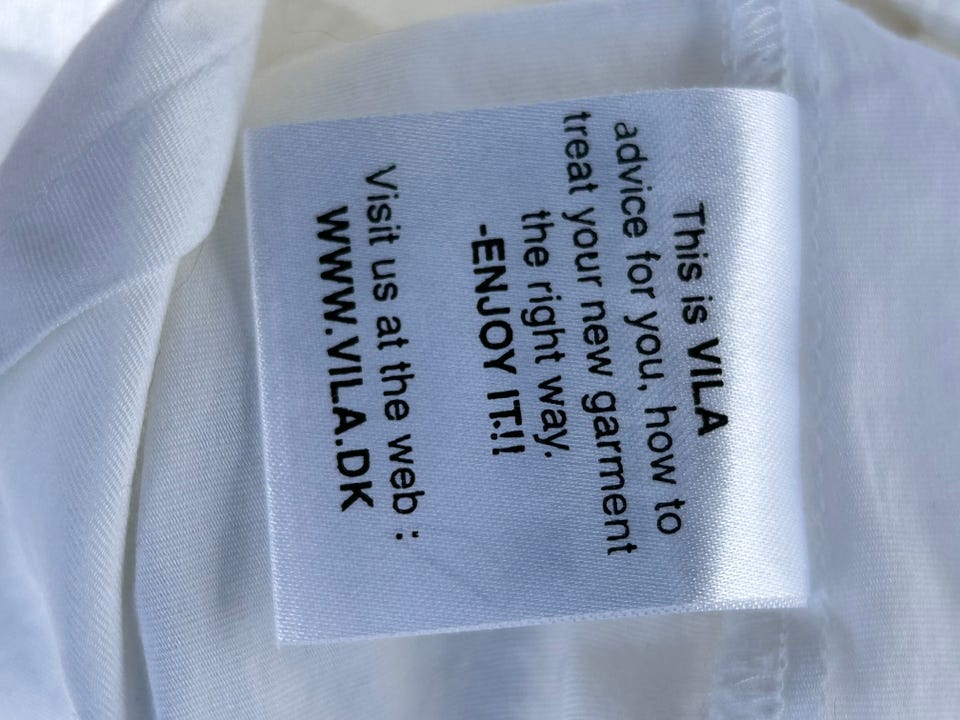 This is VILA
advice for you, how to
treat your new garment
the right way.
-ENJOY IT!!
Visit us at the web :
WWW.VILA.DK